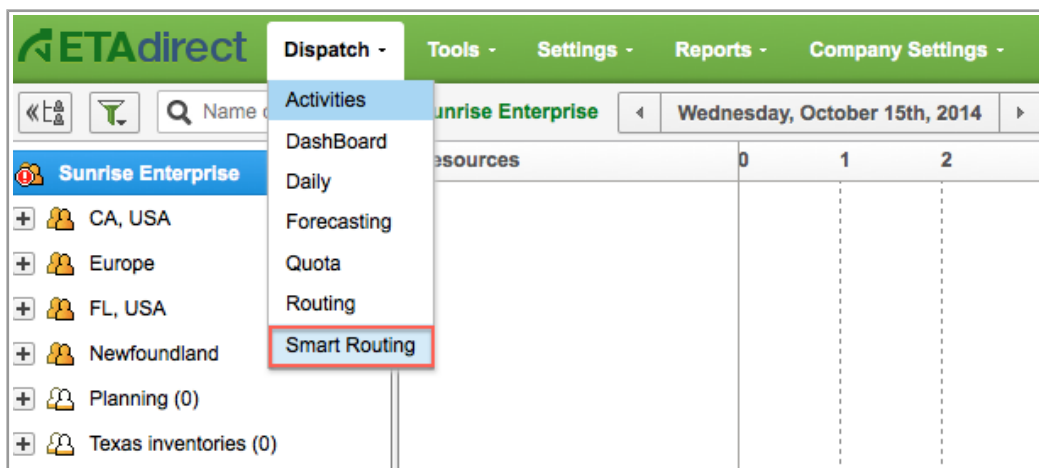 ETAdirect Dispatch Tools Settings Reports Company Settings
Name unrise Enterprise Wednesday, October 15th, 2014
Activities
DashBoard
Daily
Forecasting
Quota
Routing
Smart Routing
esources 0 1 2
Sunrise Enterprise
CA, USA
Europe
FL, USA
Newfoundland
Planning (0)
Texas inventories (0)